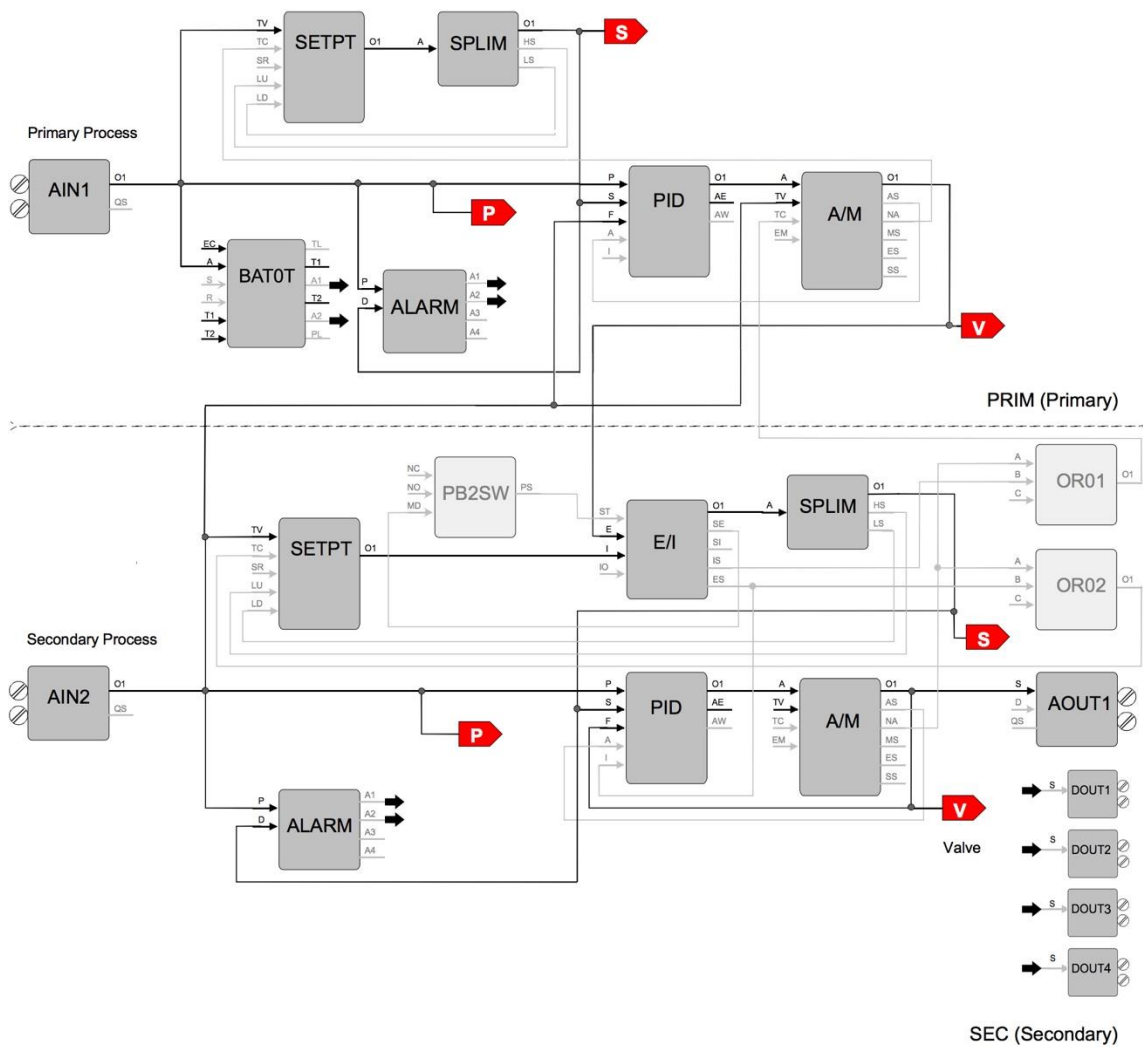 TV
TC
SR
LU
LD
SETPT
O1
A
SPLIM
O1
HS
LS
S
Primary Process
AIN1
O1
QS
P
EC
A
S
R
T1
T2
BAT0T
TL
T1
A1
T2
A2
PL
P
D
ALARM
A1
A2
A3
A4
P
S
F
A
I
PID
O1
AE
AW
A
TV
TC
EM
A/M
O1
AS
NA
MS
ES
SS
V
PRIM (Primary)
NC
NO
MD
PB2SW
PS
TV
TC
SR
LU
LD
SETPT
O1
ST
E
I
IO
E/I
O1
SE
SI
IS
ES
A
SPLIM
O1
HS
LS
A
B
C
OR01
O1
A
B
C
OR02
O1
S
Secondary Process
AIN2
O1
QS
P
P
S
F
A
I
PID
O1
AE
AW
A
TV
TC
EM
A/M
O1
AS
NA
MS
ES
SS
S
D
QS
AOUT1
V
Valve
P
D
ALARM
A1
A2
A3
A4
S
DOUT1
S
DOUT2
S
DOUT3
S
DOUT4
SEC (Secondary)